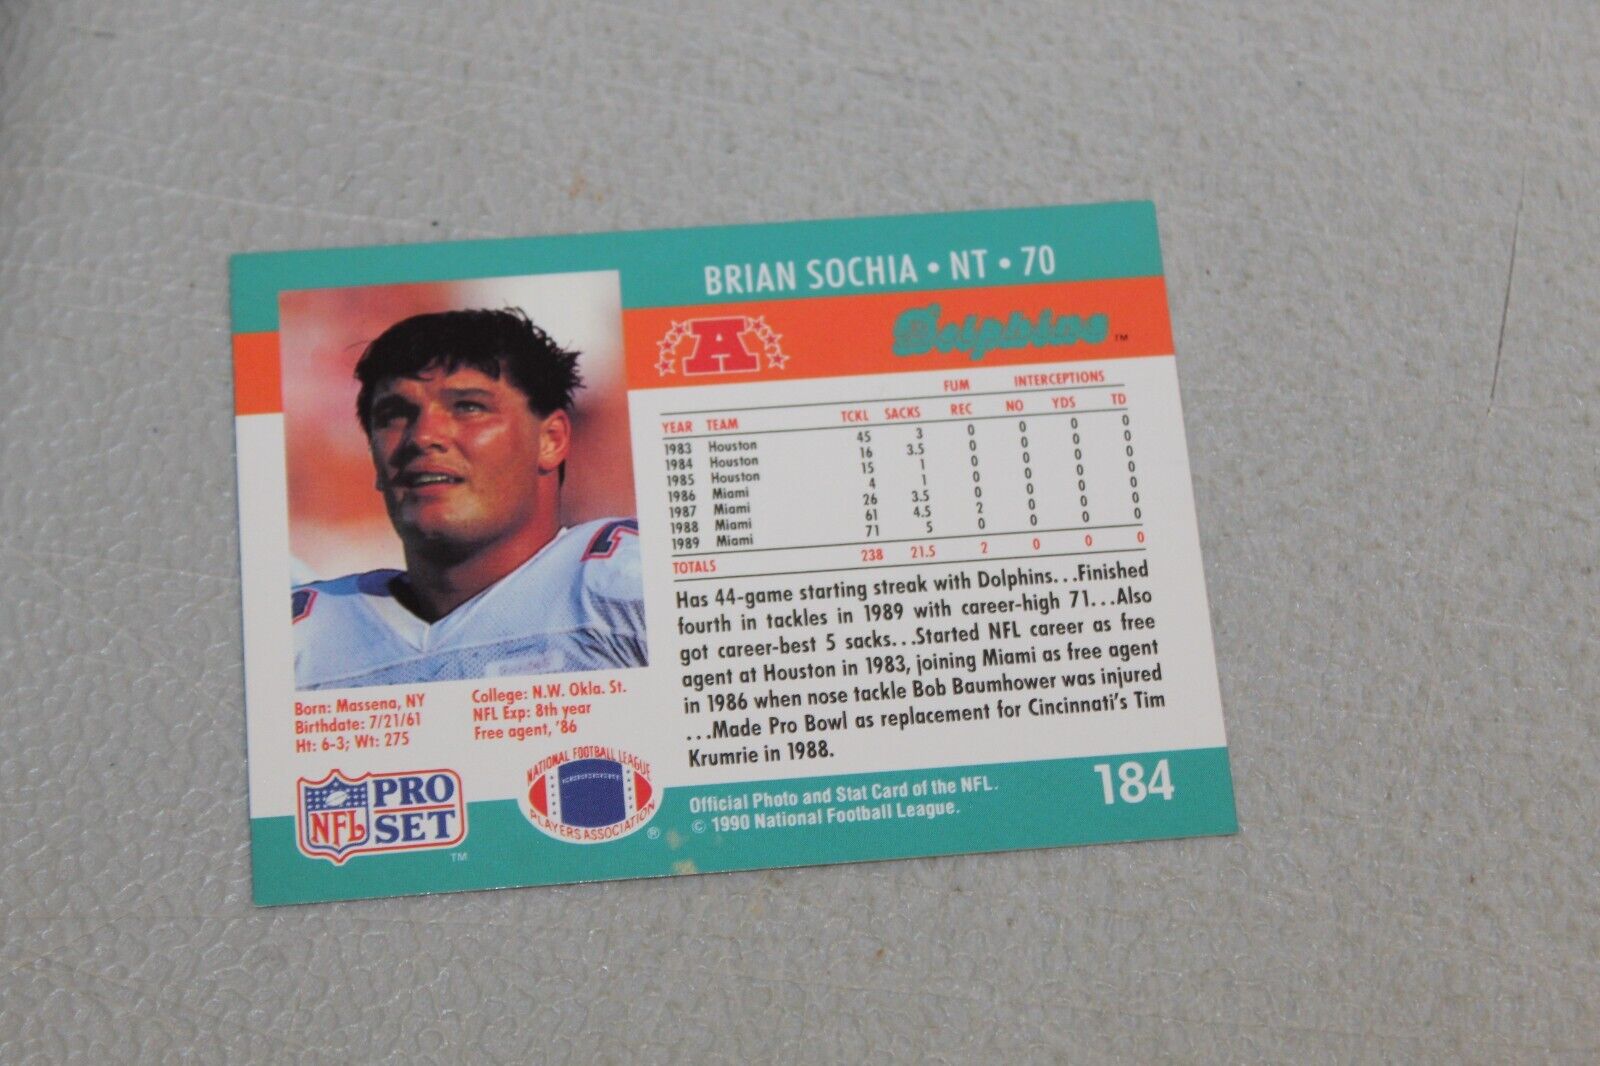 BRIAN SOCHIA • NT • 70
A
Dolphins™
FUM INTERCEPTIONS
YEAR TEAM TCKL SACKS REC NO YDS TD
1983 Houston 45 3 0 0 0 0
1984 Houston 16 3.5 0 0 0 0
1985 Houston 15 1 0 0 0 0
1986 Miami 4 1 0 0 0 0
1987 Miami 26 3.5 0 0 0 0
1988 Miami 61 4.5 2 0 0 0
1989 Miami 71 5 0 0 0 0
TOTALS 238 21.5 2 0 0 0
Has 44-game starting streak with Dolphins...Finished
fourth in tackles in 1989 with career-high 71...Also
got career-best 5 sacks...Started NFL career as free
agent at Houston in 1983, joining Miami as free agent
in 1986 when nose tackle Bob Baumhower was injured
...Made Pro Bowl as replacement for Cincinnati's Tim
Krumrie in 1988.
Born: Massena, NY
Birthdate: 7/21/61
Ht: 6-3; Wt: 275
College: N.W. Okla. St.
NFL Exp: 8th year
Free agent, '86
NFL PRO SET™
NATIONAL FOOTBALL LEAGUE
PLAYERS ASSOCIATION®
Official Photo and Stat Card of the NFL.
© 1990 National Football League.
184